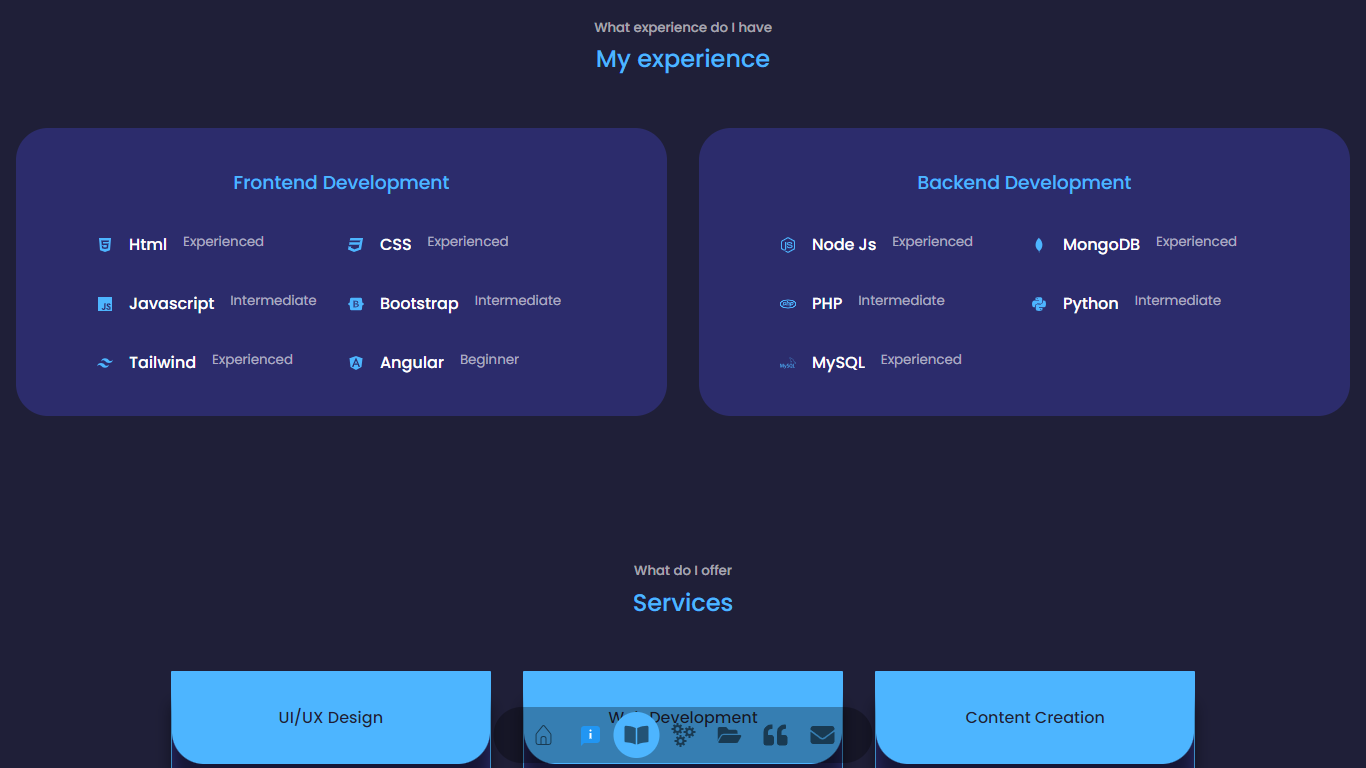 What experience do I have
My experience
Frontend Development
Html Experienced
CSS Experienced
Javascript Intermediate
Bootstrap Intermediate
Tailwind Experienced
Angular Beginner
Backend Development
Node Js Experienced
MongoDB Experienced
PHP Intermediate
Python Intermediate
MySQL Experienced
What do I offer
Services
UI/UX Design
Web Development
Content Creation